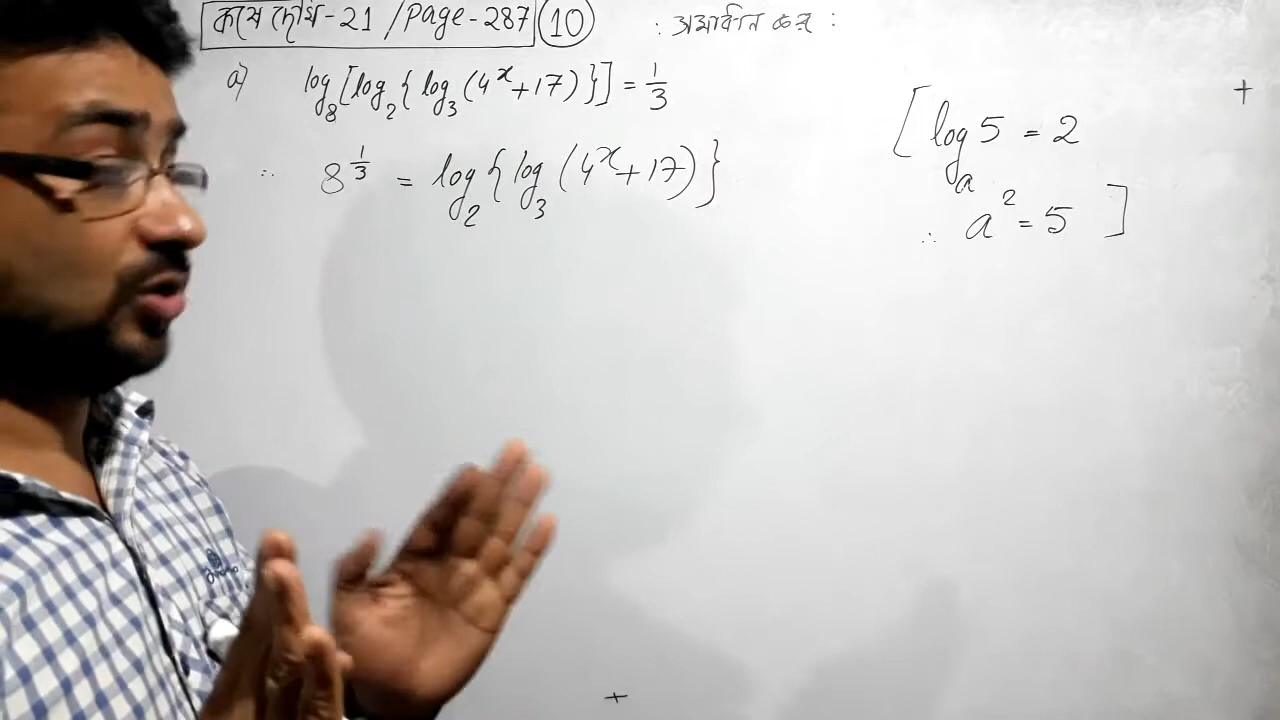 কষে দেখি-21 / Page-287 (10) : সমাধান কর :
a) log₈[log₂{log₃(4ˣ+17)}] = 1/3
∴ 8^(1/3) = log₂{log₃(4ˣ+17)}
[logₐ5 = 2
∴ a² = 5 ]